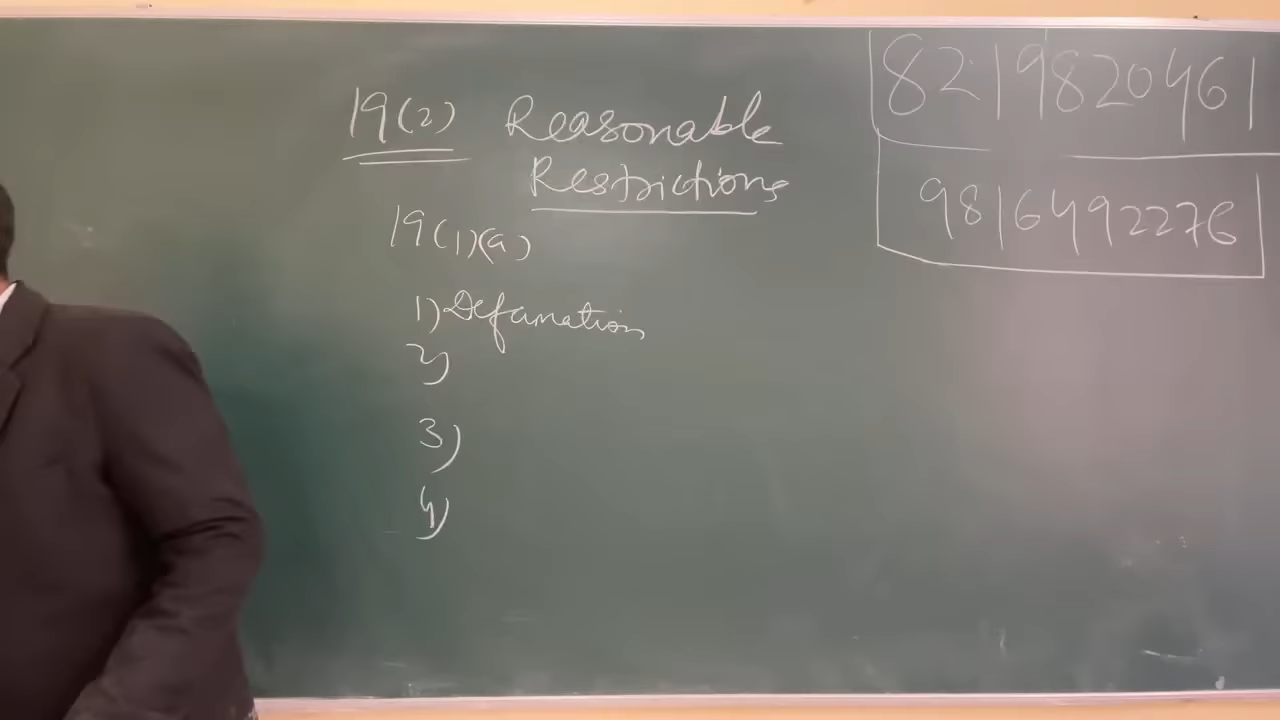 19(2) Reasonable
Restrictions
19(1)(a)
1) Defamation
2)
3)
4)
8219820461
9816492276